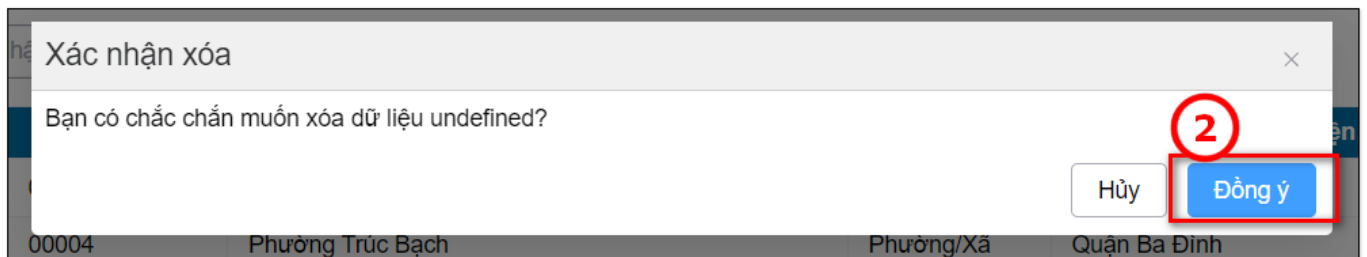 Xác nhận xóa
×
Bạn có chắc chắn muốn xóa dữ liệu undefined?
2
Hủy Đồng ý
00004 Phường Trúc Bạch Phường/Xã Quận Ba Đình